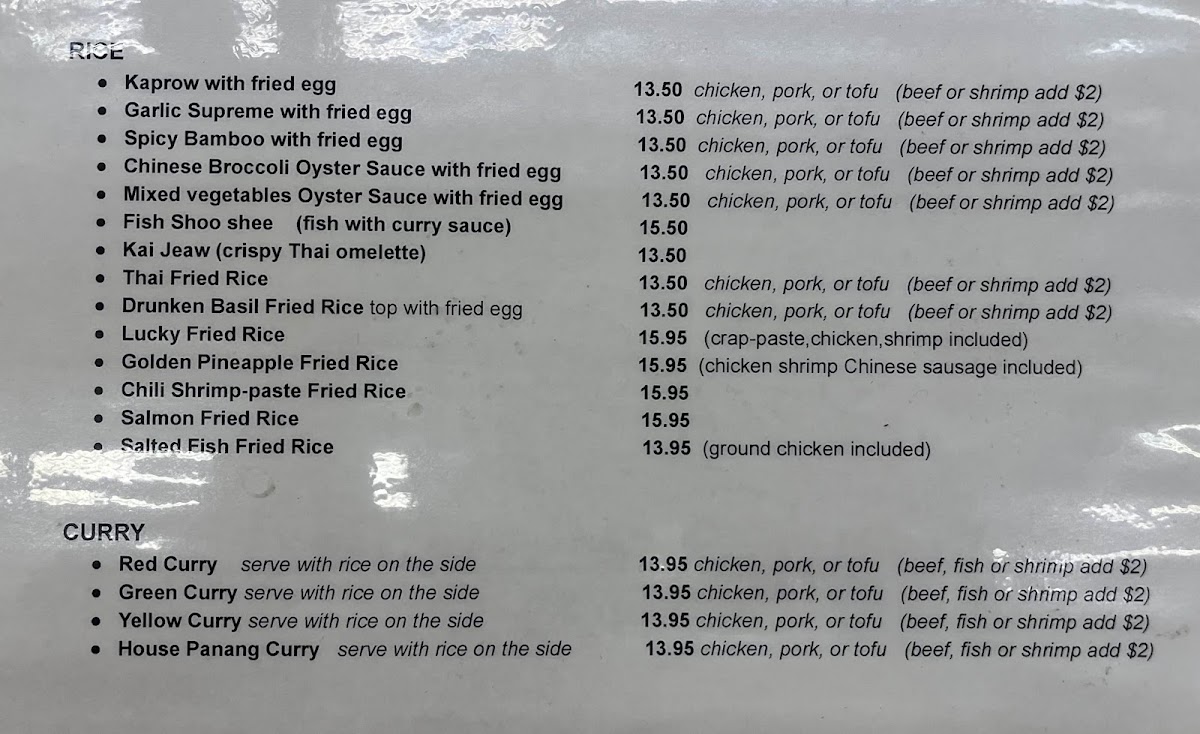 RICE
• Kaprow with fried egg 13.50 chicken, pork, or tofu (beef or shrimp add $2)
• Garlic Supreme with fried egg 13.50 chicken, pork, or tofu (beef or shrimp add $2)
• Spicy Bamboo with fried egg 13.50 chicken, pork, or tofu (beef or shrimp add $2)
• Chinese Broccoli Oyster Sauce with fried egg 13.50 chicken, pork, or tofu (beef or shrimp add $2)
• Mixed vegetables Oyster Sauce with fried egg 13.50 chicken, pork, or tofu (beef or shrimp add $2)
• Fish Shoo shee (fish with curry sauce) 15.50
• Kai Jeaw (crispy Thai omelette) 13.50
• Thai Fried Rice 13.50 chicken, pork, or tofu (beef or shrimp add $2)
• Drunken Basil Fried Rice top with fried egg 13.50 chicken, pork, or tofu (beef or shrimp add $2)
• Lucky Fried Rice 15.95 (crap-paste,chicken,shrimp included)
• Golden Pineapple Fried Rice 15.95 (chicken shrimp Chinese sausage included)
• Chili Shrimp-paste Fried Rice 15.95
• Salmon Fried Rice 15.95
• Salted Fish Fried Rice 13.95 (ground chicken included)
CURRY
• Red Curry serve with rice on the side 13.95 chicken, pork, or tofu (beef, fish or shrimp add $2)
• Green Curry serve with rice on the side 13.95 chicken, pork, or tofu (beef, fish or shrimp add $2)
• Yellow Curry serve with rice on the side 13.95 chicken, pork, or tofu (beef, fish or shrimp add $2)
• House Panang Curry serve with rice on the side 13.95 chicken, pork, or tofu (beef, fish or shrimp add $2)